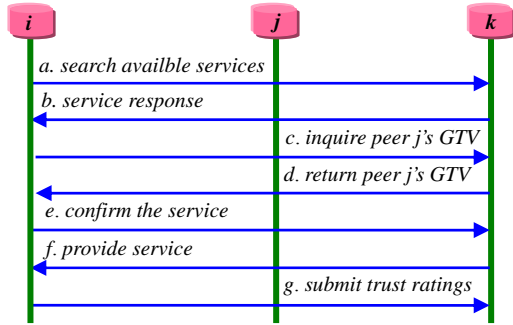 i j k
a. search availble services
b. service response
c. inquire peer j's GTV
d. return peer j's GTV
e. confirm the service
f. provide service
g. submit trust ratings